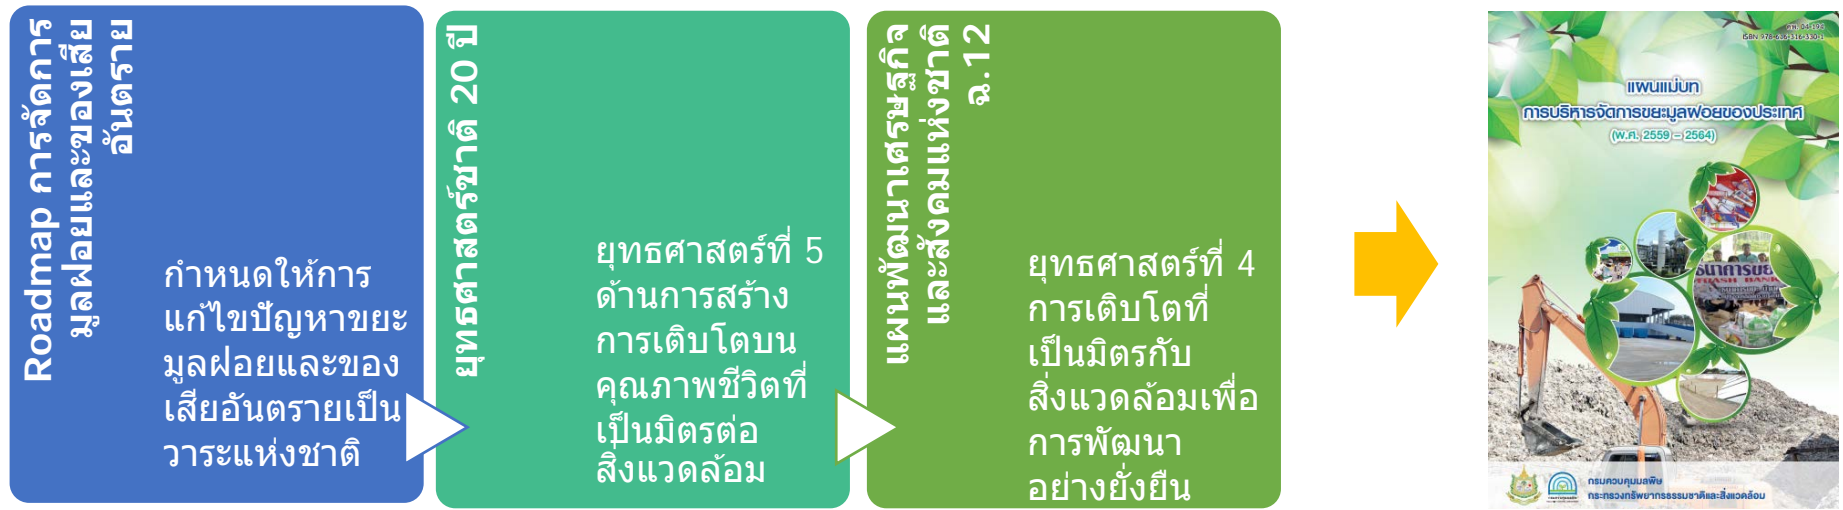 Roadmap การจัดการ
มูลฝอยและของเสีย
อันตราย
กำหนดให้การ
แก้ไขปัญหาขยะ
มูลฝอยและของ
เสียอันตรายเป็น
วาระแห่งชาติ
ยุทธศาสตร์ชาติ 20 ปี
ยุทธศาสตร์ที่ 5
ด้านการสร้าง
การเติบโตบน
คุณภาพชีวิตที่
เป็นมิตรต่อ
สิ่งแวดล้อม
แผนพัฒนาเศรษฐกิจ
และสังคมแห่งชาติ
ฉ.12
ยุทธศาสตร์ที่ 4
การเติบโตที่
เป็นมิตรกับ
สิ่งแวดล้อมเพื่อ
การพัฒนา
อย่างยั่งยืน
คพ. 04-194
ISBN 978-616-316-330-1
แผนแม่บท
การบริหารจัดการขยะมูลฝอยของประเทศ
(พ.ศ. 2559 – 2564)
กรมควบคุมมลพิษ
กระทรวงทรัพยากรธรรมชาติและสิ่งแวดล้อม